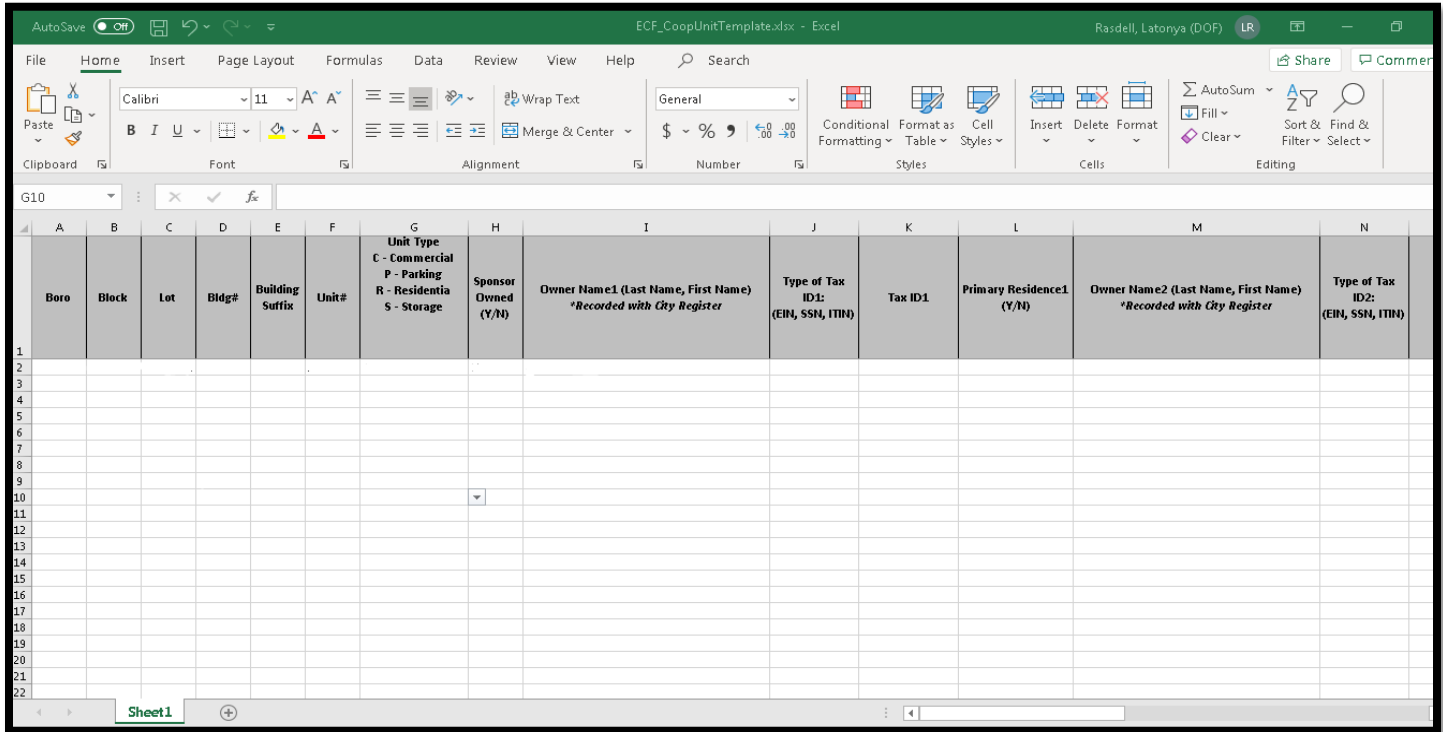 AutoSave Off ECF_CoopUnitTemplate.xlsx - Excel Rasdell, Latonya (DOF) LR
File Home Insert Page Layout Formulas Data Review View Help Search Share Commen
Calibri 11 A^ A˅ ab Wrap Text General AutoSum
Paste B I U A Merge & Center $ % , .00 Conditional Format as Cell Insert Delete Format Fill Sort & Find &
Formatting Table Styles Clear Filter Select
Clipboard Font Alignment Number Styles Cells Editing
G10 fx
A B C D E F G H I J K L M N
1 Boro Block Lot Bldg# Building Suffix Unit#
Unit Type
C - Commercial
P - Parking
R - Residentia
S - Storage
Sponsor
Owned
(Y/N)
Owner Name1 (Last Name, First Name)
*Recorded with City Register
Type of Tax
ID1:
(EIN, SSN, ITIN)
Tax ID1
Primary Residence1
(Y/N)
Owner Name2 (Last Name, First Name)
*Recorded with City Register
Type of Tax
ID2:
(EIN, SSN, ITIN)
2
3
4
5
6
7
8
9
10
11
12
13
14
15
16
17
18
19
20
21
22
Sheet1